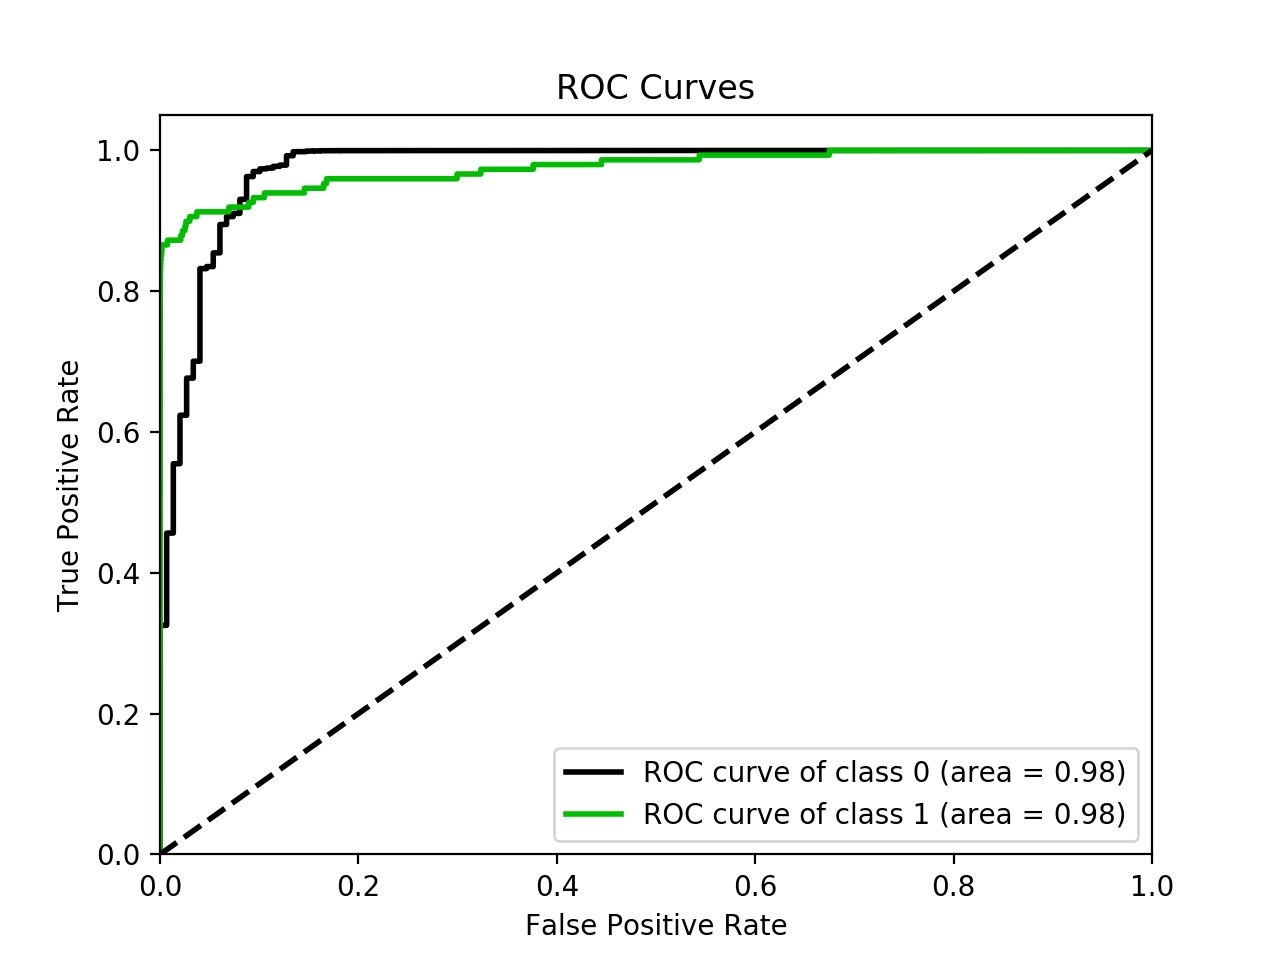 ROC Curves
1.0
0.8
0.6
0.4
0.2
0.0
True Positive Rate
ROC curve of class 0 (area = 0.98)
ROC curve of class 1 (area = 0.98)
0.0 0.2 0.4 0.6 0.8 1.0
False Positive Rate